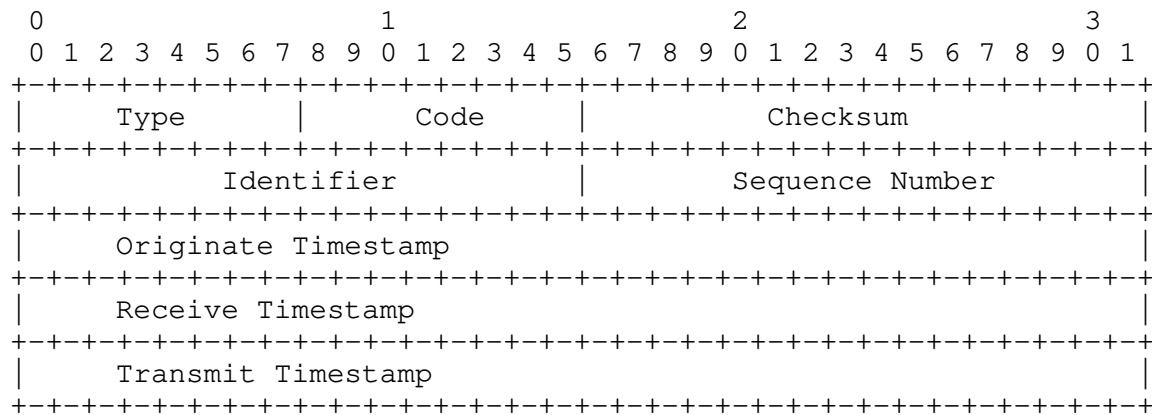 0                   1                   2                   3
 0 1 2 3 4 5 6 7 8 9 0 1 2 3 4 5 6 7 8 9 0 1 2 3 4 5 6 7 8 9 0 1
+-+-+-+-+-+-+-+-+-+-+-+-+-+-+-+-+-+-+-+-+-+-+-+-+-+-+-+-+-+-+-+-+
|     Type      |      Code     |          Checksum             |
+-+-+-+-+-+-+-+-+-+-+-+-+-+-+-+-+-+-+-+-+-+-+-+-+-+-+-+-+-+-+-+-+
|           Identifier          |        Sequence Number        |
+-+-+-+-+-+-+-+-+-+-+-+-+-+-+-+-+-+-+-+-+-+-+-+-+-+-+-+-+-+-+-+-+
|     Originate Timestamp                                       |
+-+-+-+-+-+-+-+-+-+-+-+-+-+-+-+-+-+-+-+-+-+-+-+-+-+-+-+-+-+-+-+-+
|     Receive Timestamp                                         |
+-+-+-+-+-+-+-+-+-+-+-+-+-+-+-+-+-+-+-+-+-+-+-+-+-+-+-+-+-+-+-+-+
|     Transmit Timestamp                                        |
+-+-+-+-+-+-+-+-+-+-+-+-+-+-+-+-+-+-+-+-+-+-+-+-+-+-+-+-+-+-+-+-+